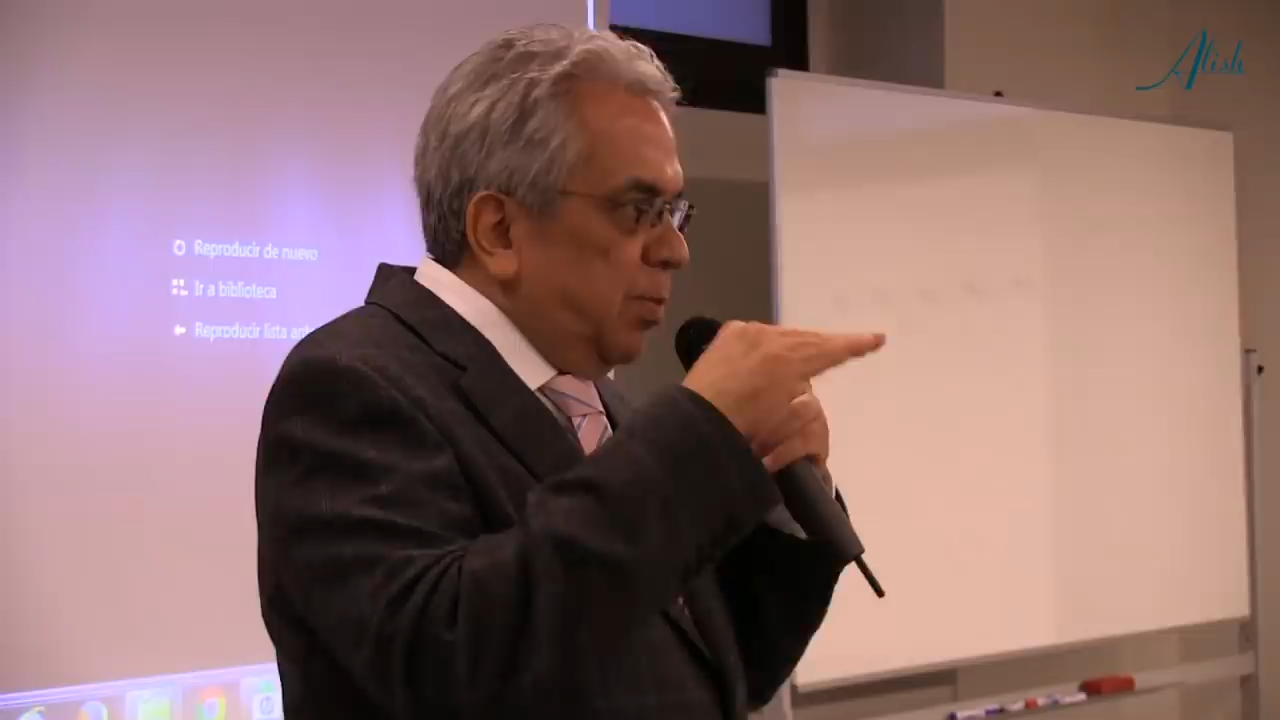 Alish
Reproducir de nuevo
Ir a biblioteca
Reproducir lista